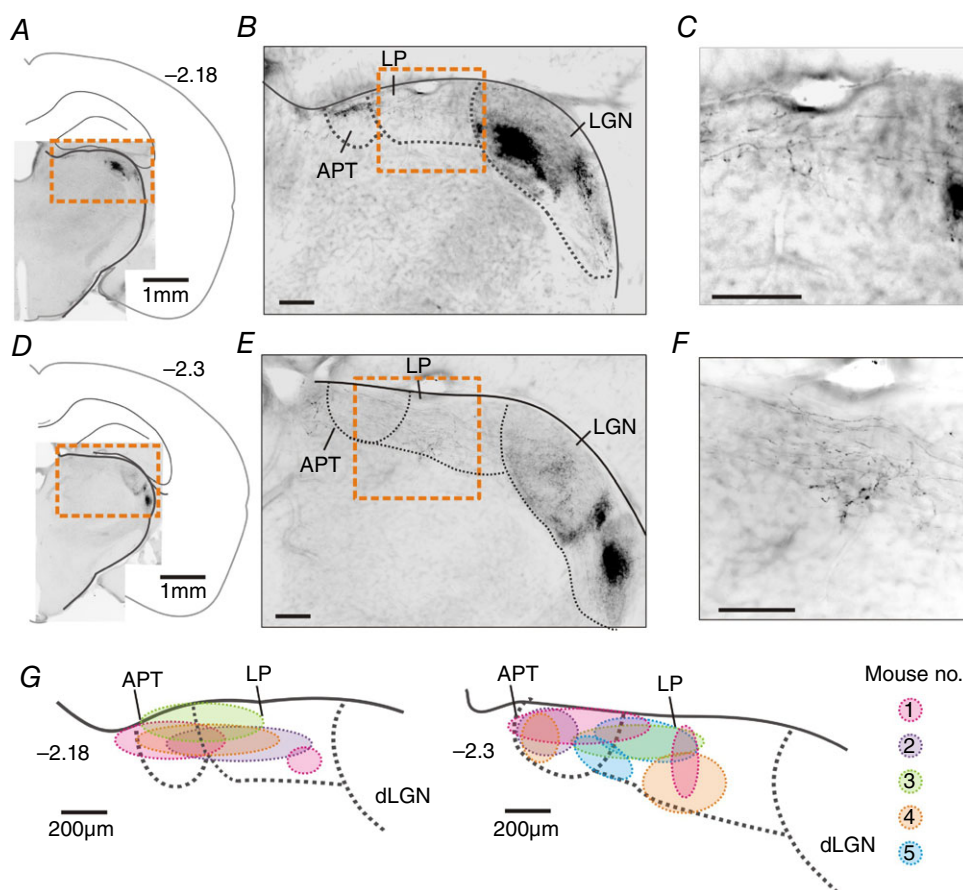 A
−2.18
1mm
B
LP
APT
LGN
C
D
−2.3
1mm
E
LP
APT
LGN
F
G
APT
LP
−2.18
dLGN
200μm
APT
LP
−2.3
dLGN
200μm
Mouse no.
1
2
3
4
5